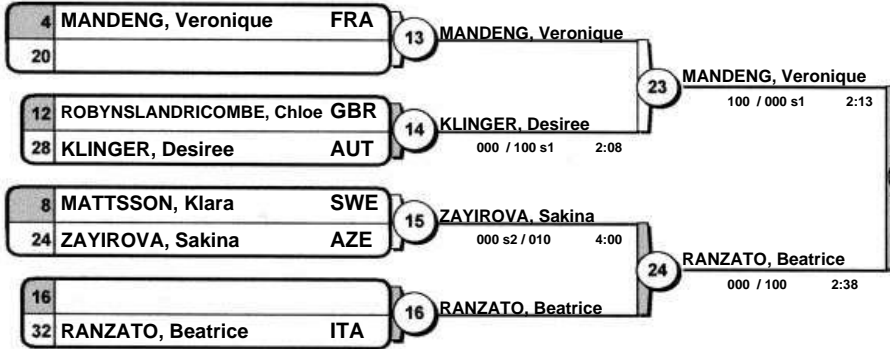 4 MANDENG, Veronique FRA
20
13
MANDENG, Veronique
12 ROBYNSLANDRICOMBE, Chloe GBR
28 KLINGER, Desiree AUT
14
KLINGER, Desiree
000 / 100 s1 2:08
23
MANDENG, Veronique
100 / 000 s1 2:13
8 MATTSSON, Klara SWE
24 ZAYIROVA, Sakina AZE
15
ZAYIROVA, Sakina
000 s2 / 010 4:00
16
32 RANZATO, Beatrice ITA
16
RANZATO, Beatrice
24
RANZATO, Beatrice
000 / 100 2:38